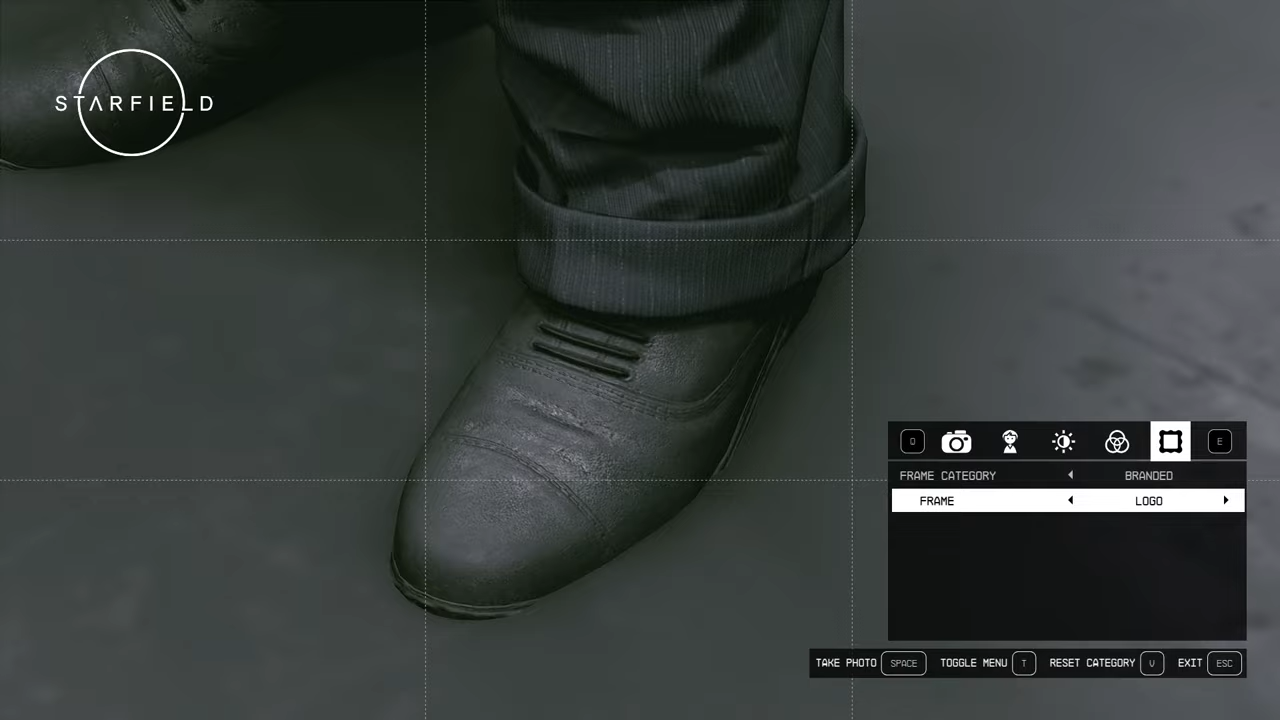 STARFIELD
Q
E
FRAME CATEGORY BRANDED
FRAME LOGO
TAKE PHOTO SPACE TOGGLE MENU T RESET CATEGORY V EXIT ESC